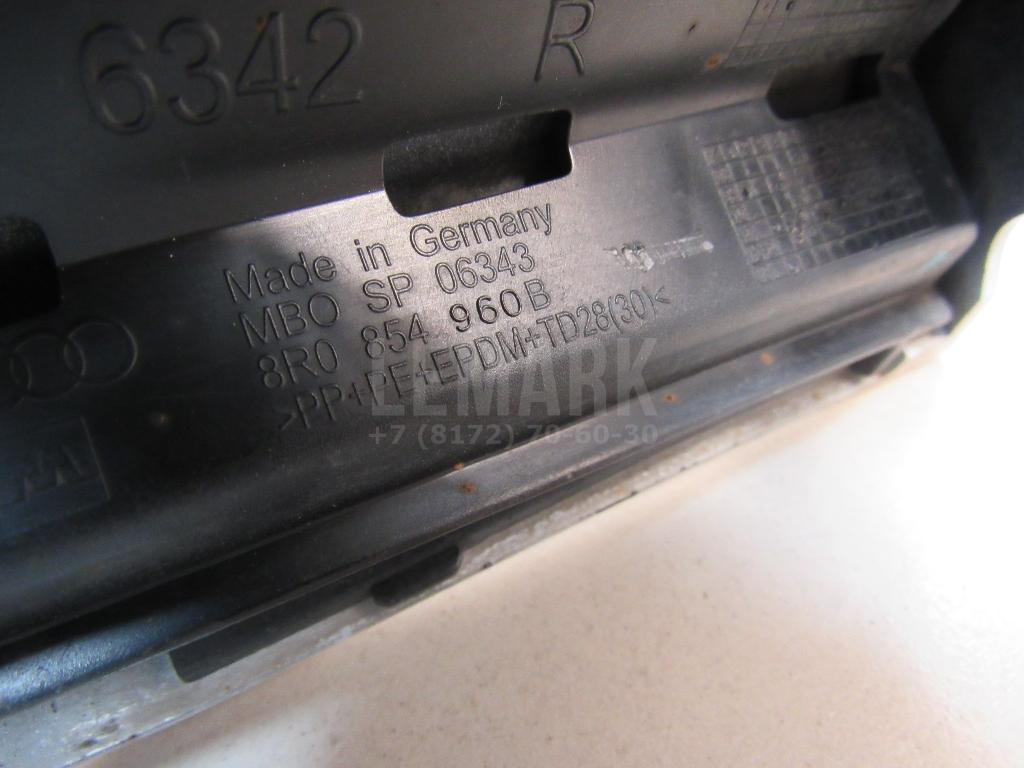 6342 R
Made in Germany
MBO SP 06343
8R0 854 960 B
>PP+PE+EPDM+TD28(30)<
LEMARK
+7 (8172) 70-60-30